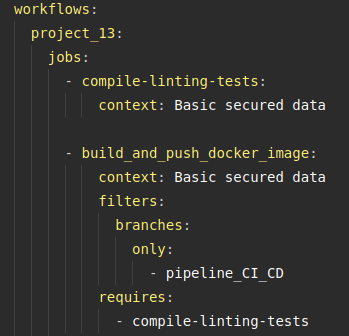 workflows:
project_13:
jobs:
- compile-linting-tests:
context: Basic secured data
- build_and_push_docker_image:
context: Basic secured data
filters:
branches:
only:
- pipeline_CI_CD
requires:
- compile-linting-tests